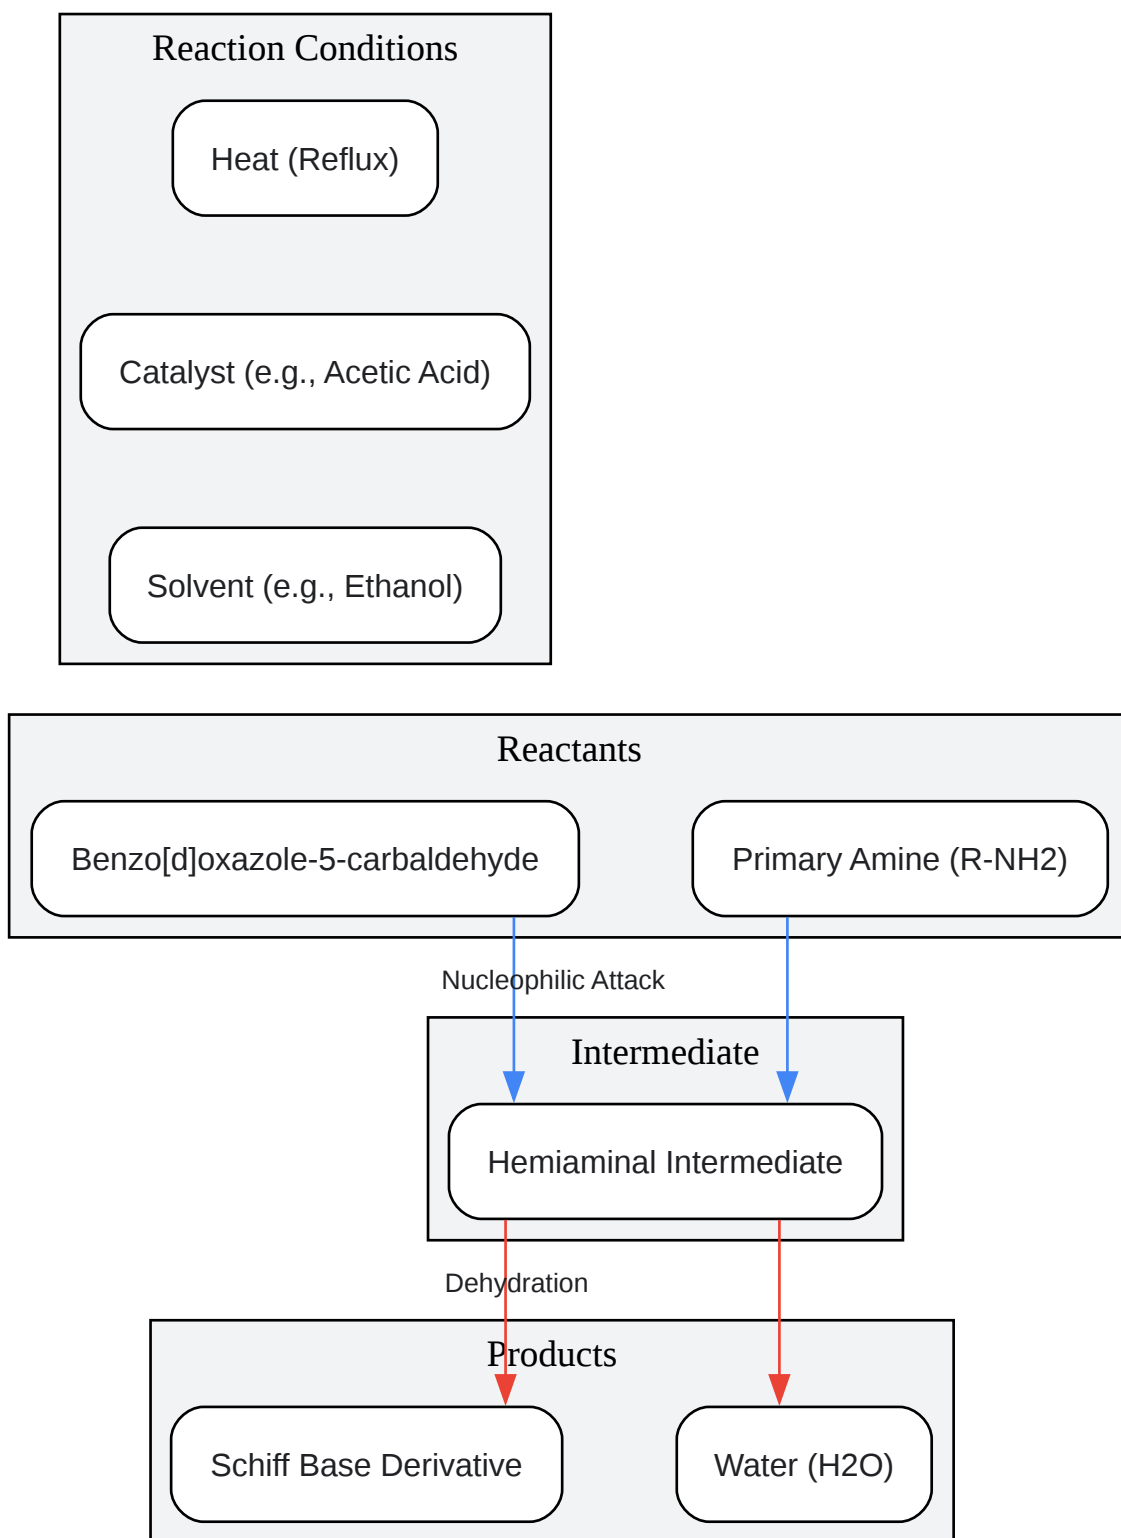 Reaction Conditions
Heat (Reflux)
Catalyst (e.g., Acetic Acid)
Solvent (e.g., Ethanol)
Reactants
Benzo[d]oxazole-5-carbaldehyde
Primary Amine (R-NH2)
Nucleophilic Attack
Intermediate
Hemiaminal Intermediate
Dehydration
Products
Schiff Base Derivative
Water (H2O)